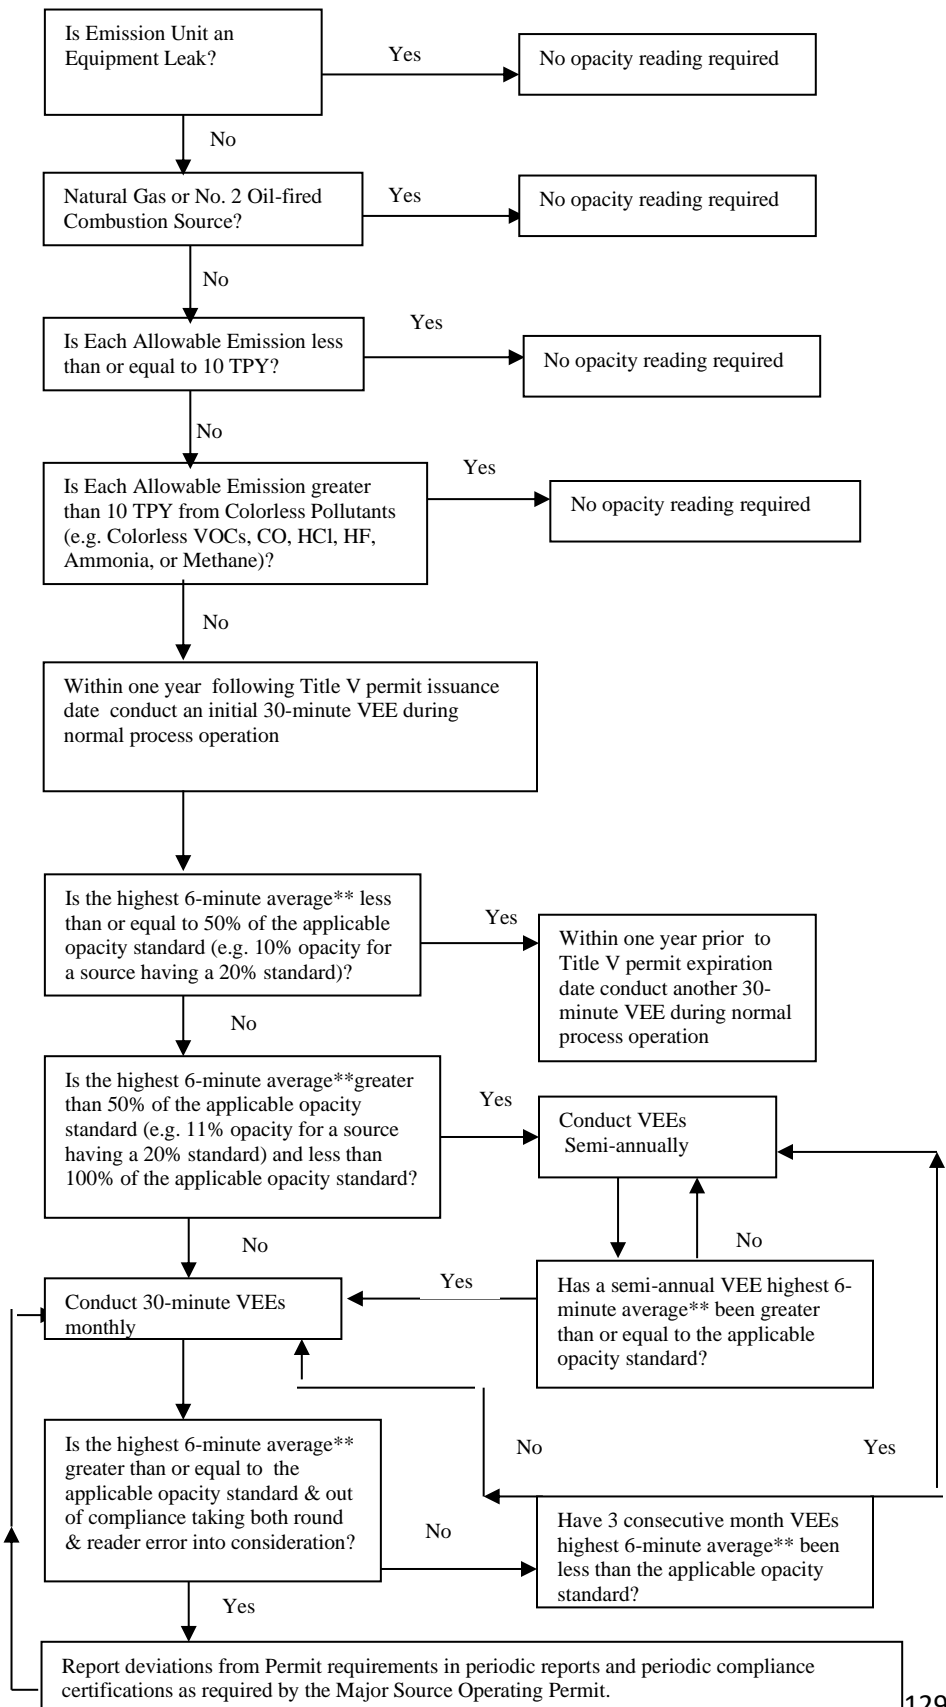 Is Emission Unit an
Equipment Leak?
Yes
No opacity reading required
No
Natural Gas or No. 2 Oil-fired
Combustion Source?
Yes
No opacity reading required
No
Is Each Allowable Emission less
than or equal to 10 TPY?
Yes
No opacity reading required
No
Is Each Allowable Emission greater
than 10 TPY from Colorless Pollutants
(e.g. Colorless VOCs, CO, HCl, HF,
Ammonia, or Methane)?
Yes
No opacity reading required
No
Within one year  following Title V permit issuance
date  conduct an initial 30-minute VEE during
normal process operation
Is the highest 6-minute average** less
than or equal to 50% of the applicable
opacity standard (e.g. 10% opacity for
a source having a 20% standard)?
Yes
Within one year prior  to
Title V permit expiration
date conduct another 30-
minute VEE during normal
process operation
No
Is the highest 6-minute average**greater
than 50% of the applicable opacity
standard (e.g. 11% opacity for a source
having a 20% standard) and less than
100% of the applicable opacity standard?
Yes
Conduct VEEs
Semi-annually
No
No
Has a semi-annual VEE highest 6-
minute average** been greater
than or equal to the applicable
opacity standard?
Yes
Conduct 30-minute VEEs
monthly
Is the highest 6-minute average**
greater than or equal to  the
applicable opacity standard & out
of compliance taking both round
& reader error into consideration?
No
Yes
No
Have 3 consecutive month VEEs
highest 6-minute average** been
less than the applicable opacity
standard?
Yes
Report deviations from Permit requirements in periodic reports and periodic compliance
certifications as required by the Major Source Operating Permit.
129